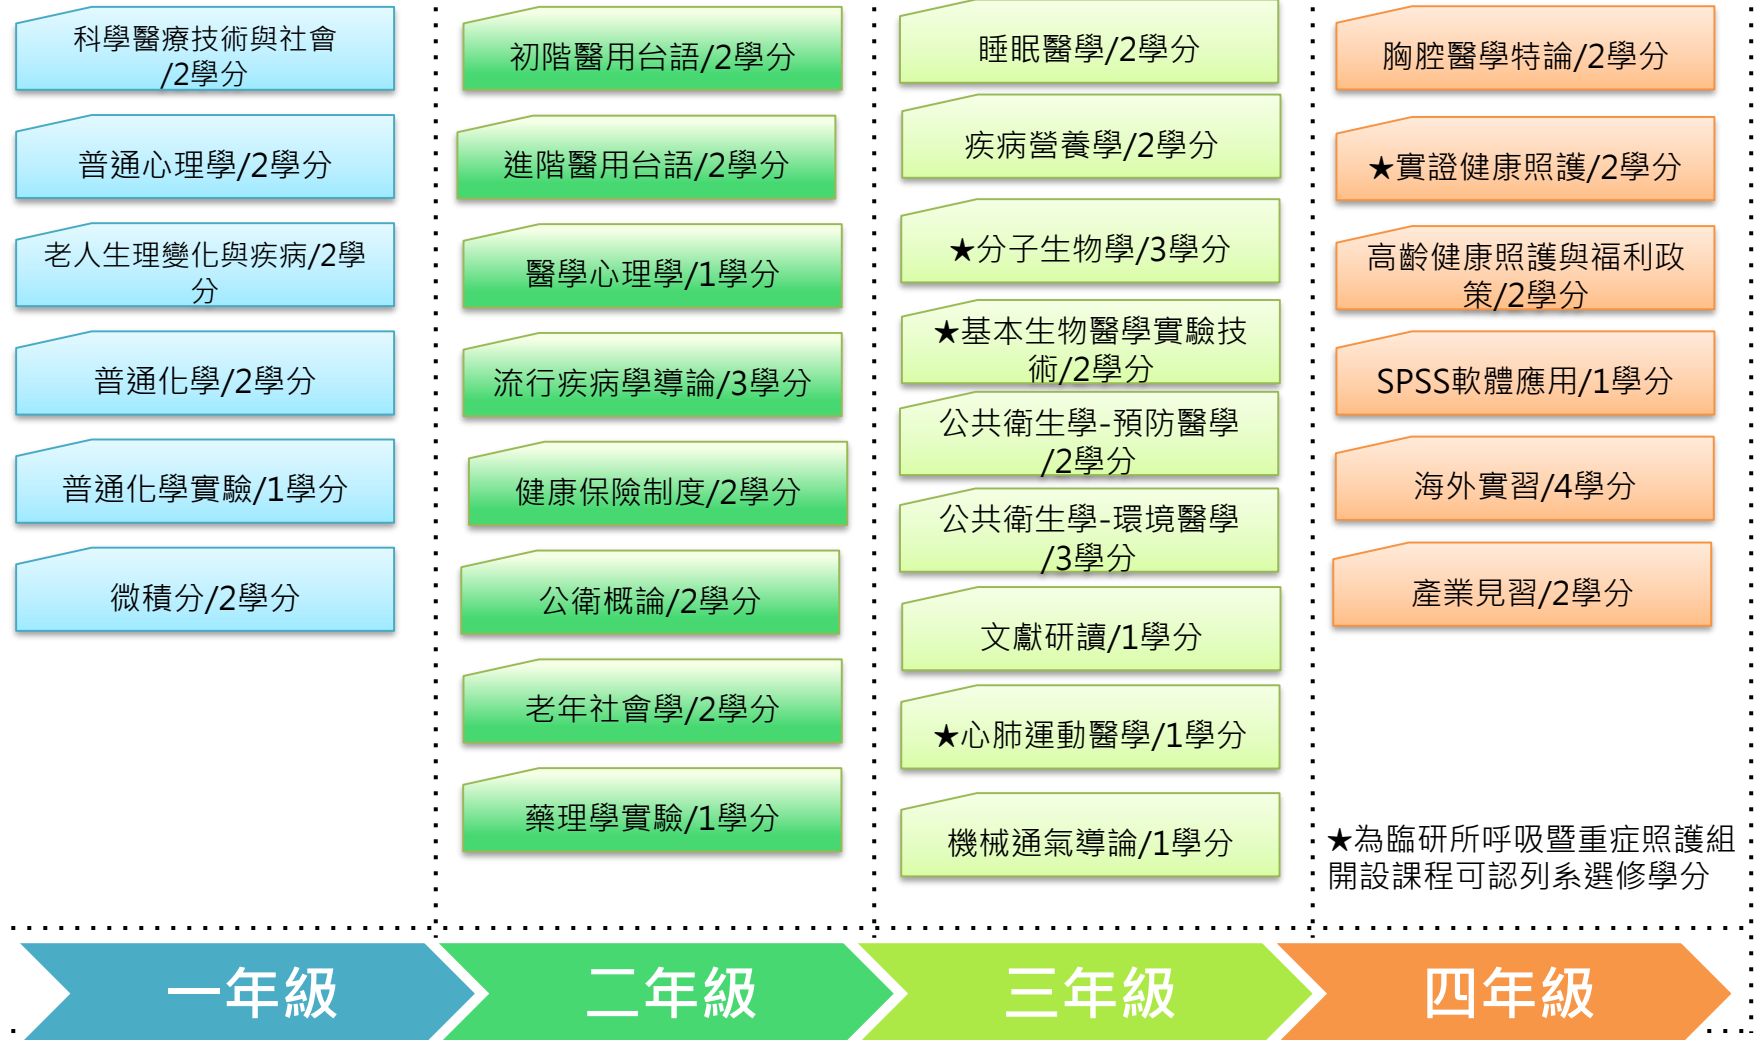 科學醫療技術與社會
/2學分
普通心理學/2學分
老人生理變化與疾病/2學
分
普通化學/2學分
普通化學實驗/1學分
微積分/2學分
初階醫用台語/2學分
進階醫用台語/2學分
醫學心理學/1學分
流行疾病學導論/3學分
健康保險制度/2學分
公衛概論/2學分
老年社會學/2學分
藥理學實驗/1學分
睡眠醫學/2學分
疾病營養學/2學分
★分子生物學/3學分
★基本生物醫學實驗技
術/2學分
公共衛生學-預防醫學
/2學分
公共衛生學-環境醫學
/3學分
文獻研讀/1學分
★心肺運動醫學/1學分
機械通氣導論/1學分
胸腔醫學特論/2學分
★實證健康照護/2學分
高齡健康照護與福利政
策/2學分
SPSS軟體應用/1學分
海外實習/4學分
產業見習/2學分
★為臨研所呼吸暨重症照護組
開設課程可認列系選修學分
一年級
二年級
三年級
四年級